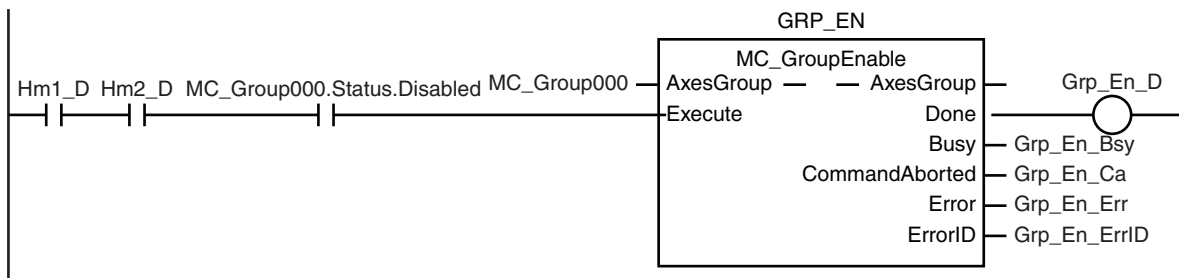 GRP_EN
MC_GroupEnable
Hm1_D Hm2_D MC_Group000.Status.Disabled MC_Group000 AxesGroup AxesGroup Grp_En_D
Execute Done
Busy Grp_En_Bsy
CommandAborted Grp_En_Ca
Error Grp_En_Err
ErrorID Grp_En_ErrID